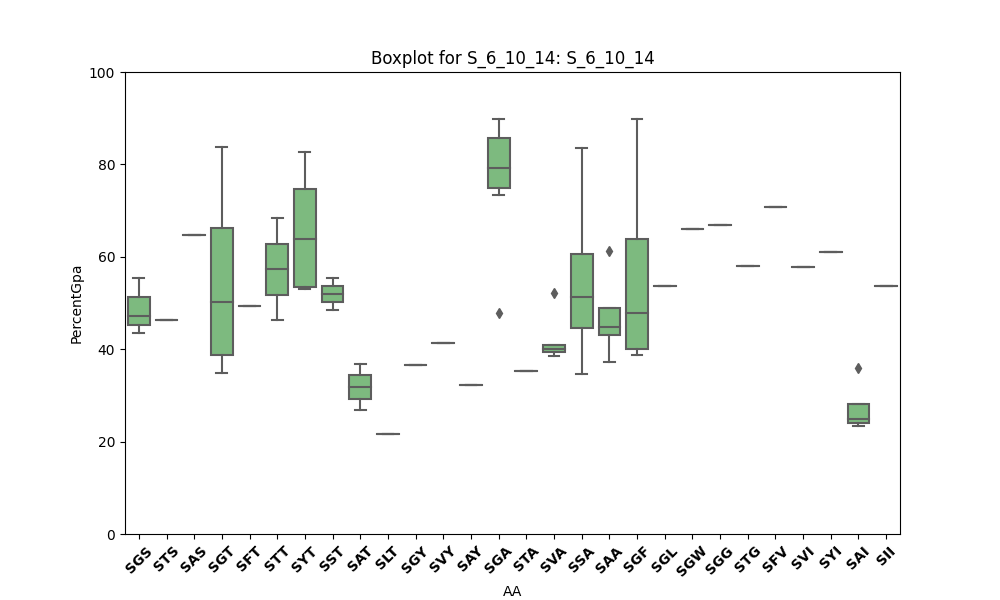 Boxplot for S_6_10_14: S_6_10_14
100
80
60
40
20
0
PercentGpa
SGS STS SAS SGT SFT STT SYT SST SAT SLT SGY SVY SAY SGA STA SVA SSA SAA SGF SGL SGW SGG STG SFV SVI SYI SAI SII
AA